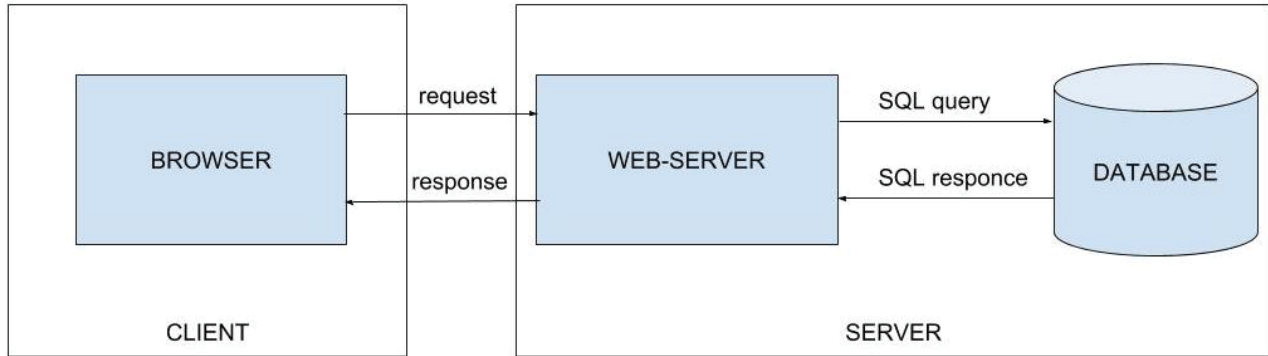 request
SQL query
BROWSER
WEB-SERVER
DATABASE
response
SQL responce
CLIENT
SERVER